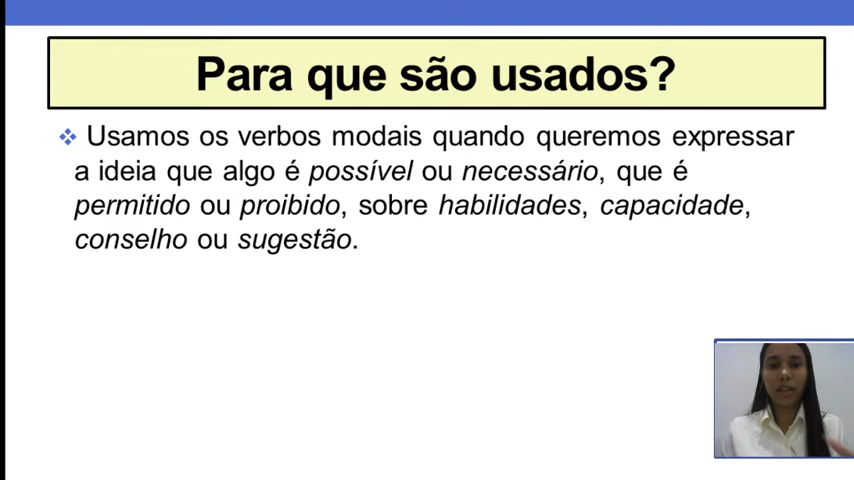 Para que são usados?
Usamos os verbos modais quando queremos expressar
a ideia que algo é possível ou necessário, que é
permitido ou proibido, sobre habilidades, capacidade,
conselho ou sugestão.